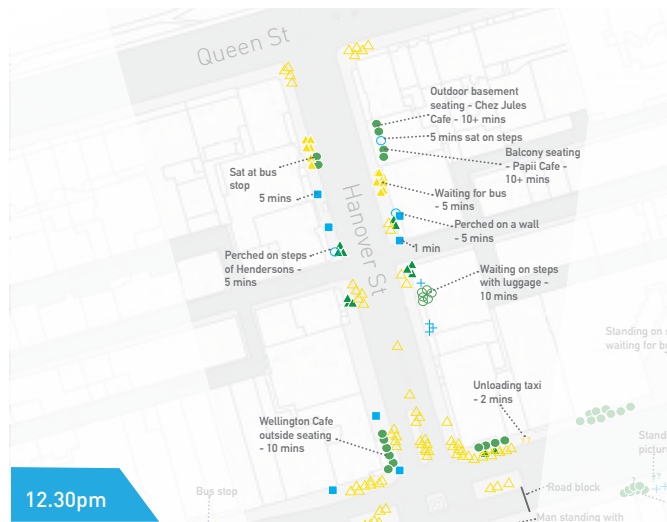 Queen St
Outdoor basement
seating - Chez Jules
Cafe - 10+ mins
5 mins sat on steps
Balcony seating
- Papii Cafe -
10+ mins
Sat at bus
stop
5 mins
Hanover St
Waiting for bus
- 5 mins
Perched on a wall
- 5 mins
1 min
Perched on steps
of Hendersons -
5 mins
Waiting on steps
with luggage -
10 mins
Standing on s
waiting for bu
Unloading taxi
- 2 mins
Wellington Cafe
outside seating
- 10 mins
Stand
picture
Bus stop
Road block
Man standing with
12.30pm